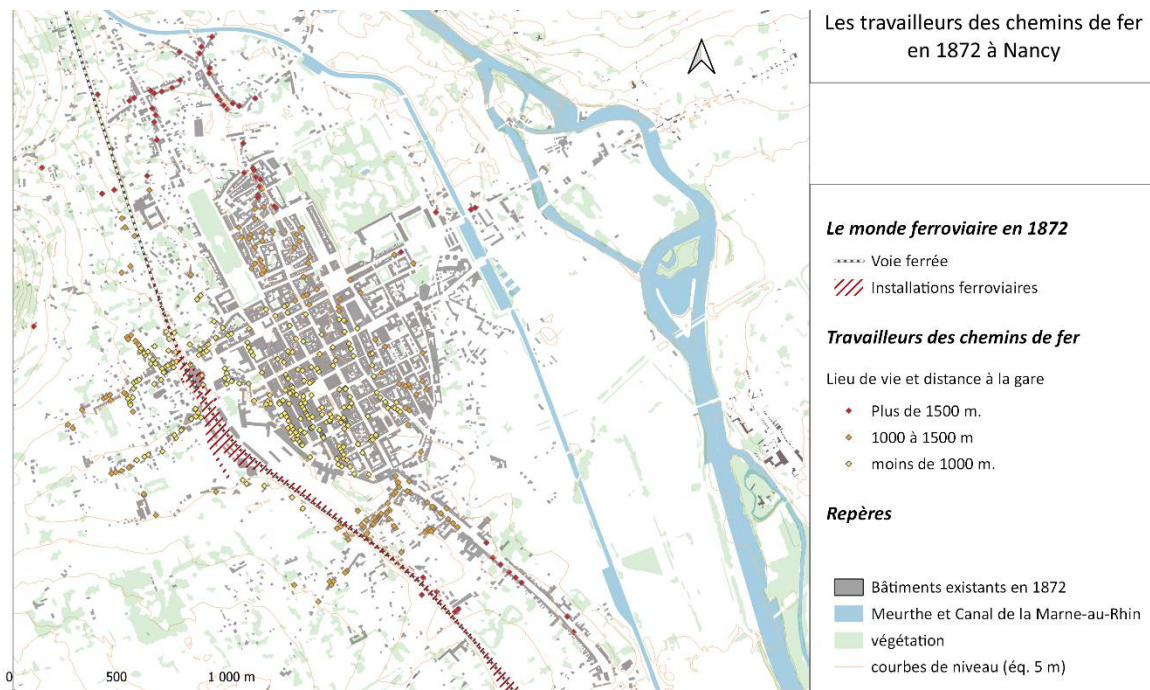 Les travailleurs des chemins de fer
en 1872 à Nancy
Le monde ferroviaire en 1872
Voie ferrée
Installations ferroviaires
Travailleurs des chemins de fer
Lieu de vie et distance à la gare
Plus de 1500 m.
1000 à 1500 m
moins de 1000 m.
Repères
Bâtiments existants en 1872
Meurthe et Canal de la Marne-au-Rhin
végétation
courbes de niveau (éq. 5 m)
0 500 1 000 m